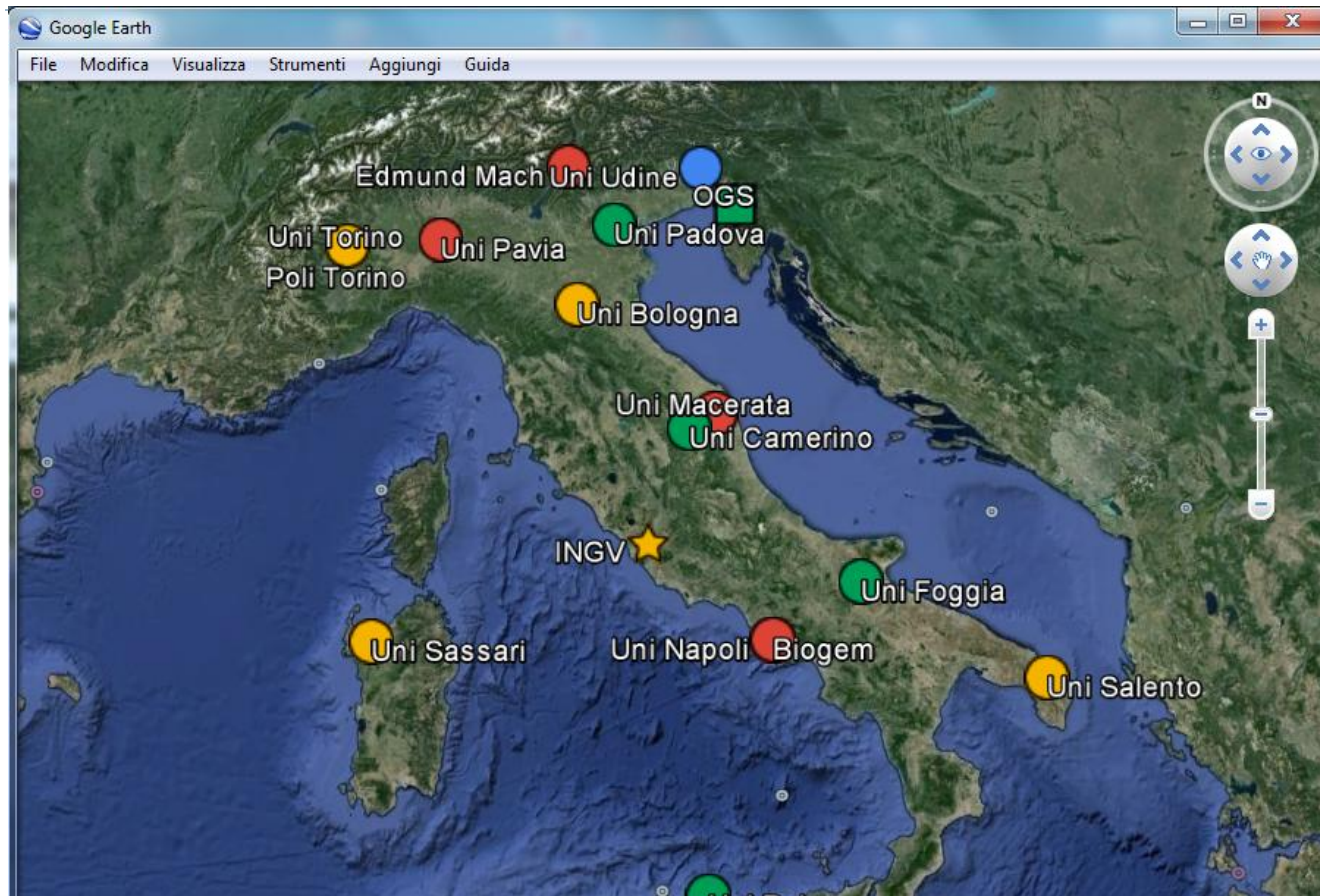 Google Earth
File Modifica Visualizza Strumenti Aggiungi Guida
N
Edmund Mach
Uni Udine
OGS
Uni Padova
Uni Torino
Uni Pavia
Poli Torino
Uni Bologna
Uni Macerata
Uni Camerino
INGV
Uni Foggia
Uni Sassari
Uni Napoli
Biogem
Uni Salento